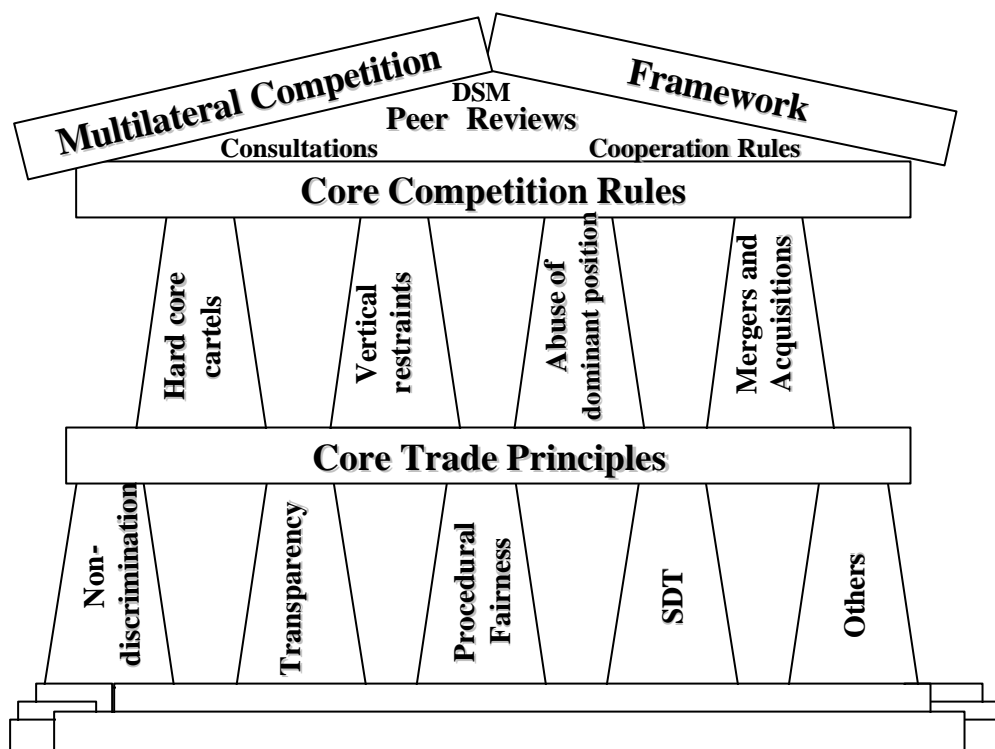 Multilateral Competition
Framework
DSM
Peer Reviews
Consultations
Cooperation Rules
Core Competition Rules
Hard core
cartels
Vertical
restraints
Abuse of
dominant position
Mergers and
Acquisitions
Core Trade Principles
Non-
discrimination
Transparency
Procedural
Fairness
SDT
Others